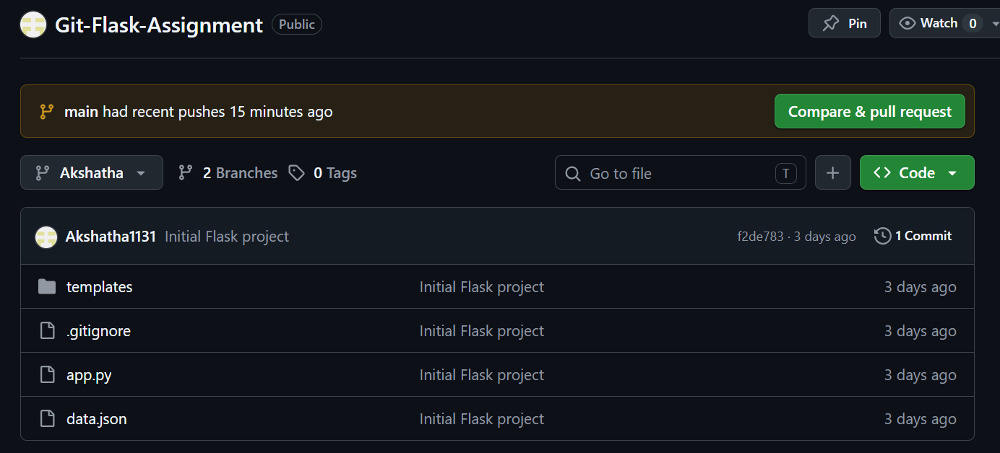 Git-Flask-Assignment Public Pin Watch 0
main had recent pushes 15 minutes ago Compare & pull request
Akshatha 2 Branches 0 Tags Go to file T Code
Akshatha1131 Initial Flask project f2de783 · 3 days ago 1 Commit
templates Initial Flask project 3 days ago
.gitignore Initial Flask project 3 days ago
app.py Initial Flask project 3 days ago
data.json Initial Flask project 3 days ago